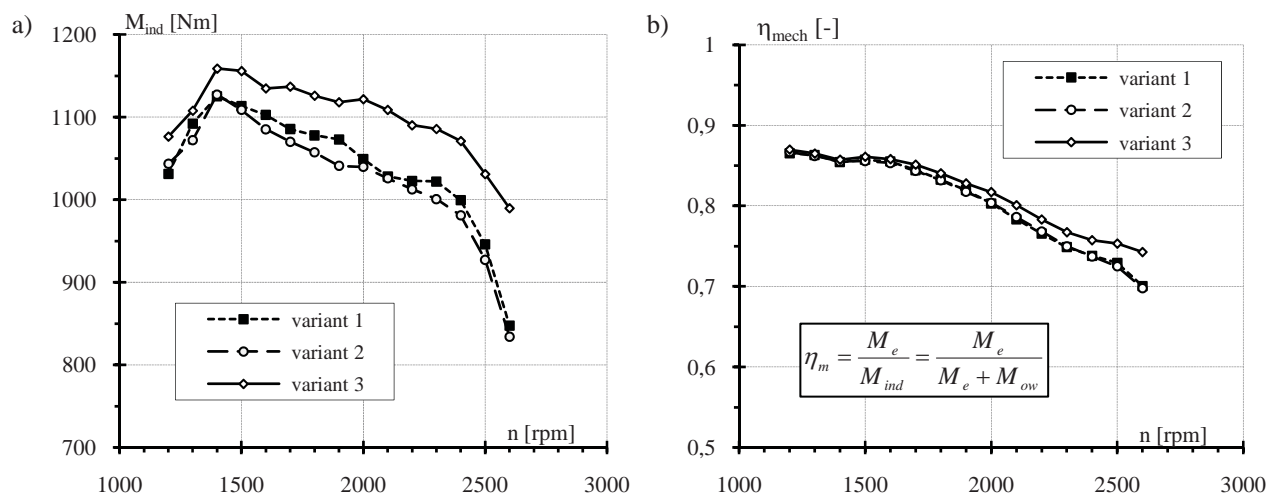 a)
M_ind [Nm]
1200
1100
1000
900
800
700
variant 1
variant 2
variant 3
n [rpm]
1000 1500 2000 2500 3000
b)
η_mech [-]
1
0,9
0,8
0,7
0,6
0,5
variant 1
variant 2
variant 3
η_m = M_e / M_ind = M_e / (M_e + M_ow)
n [rpm]
1000 1500 2000 2500 3000